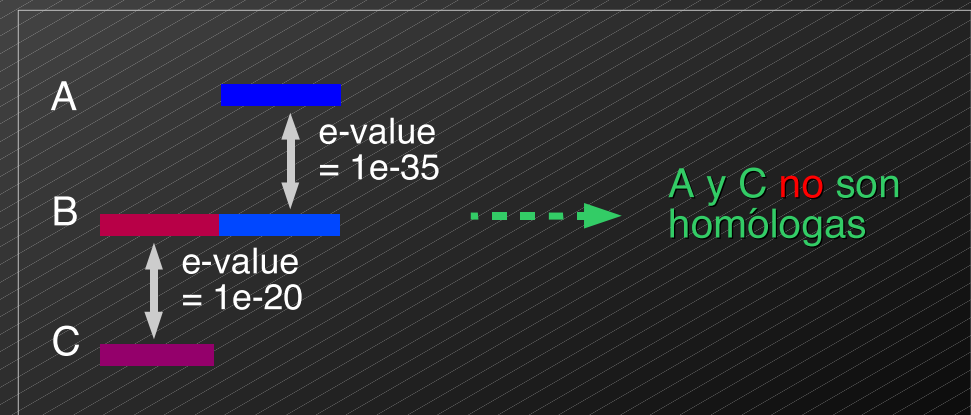 A
e-value
= 1e-35
B
A y C no son
homólogas
e-value
= 1e-20
C